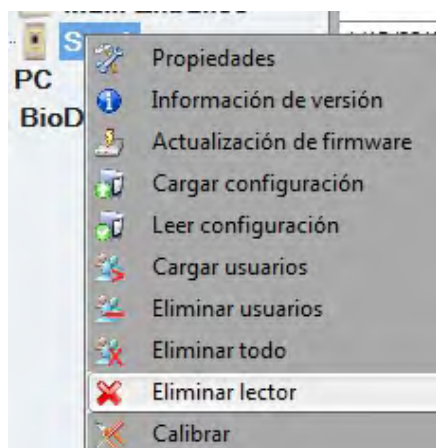 PC
BioD
Propiedades
Información de versión
Actualización de firmware
Cargar configuración
Leer configuración
Cargar usuarios
Eliminar usuarios
Eliminar todo
Eliminar lector
Calibrar